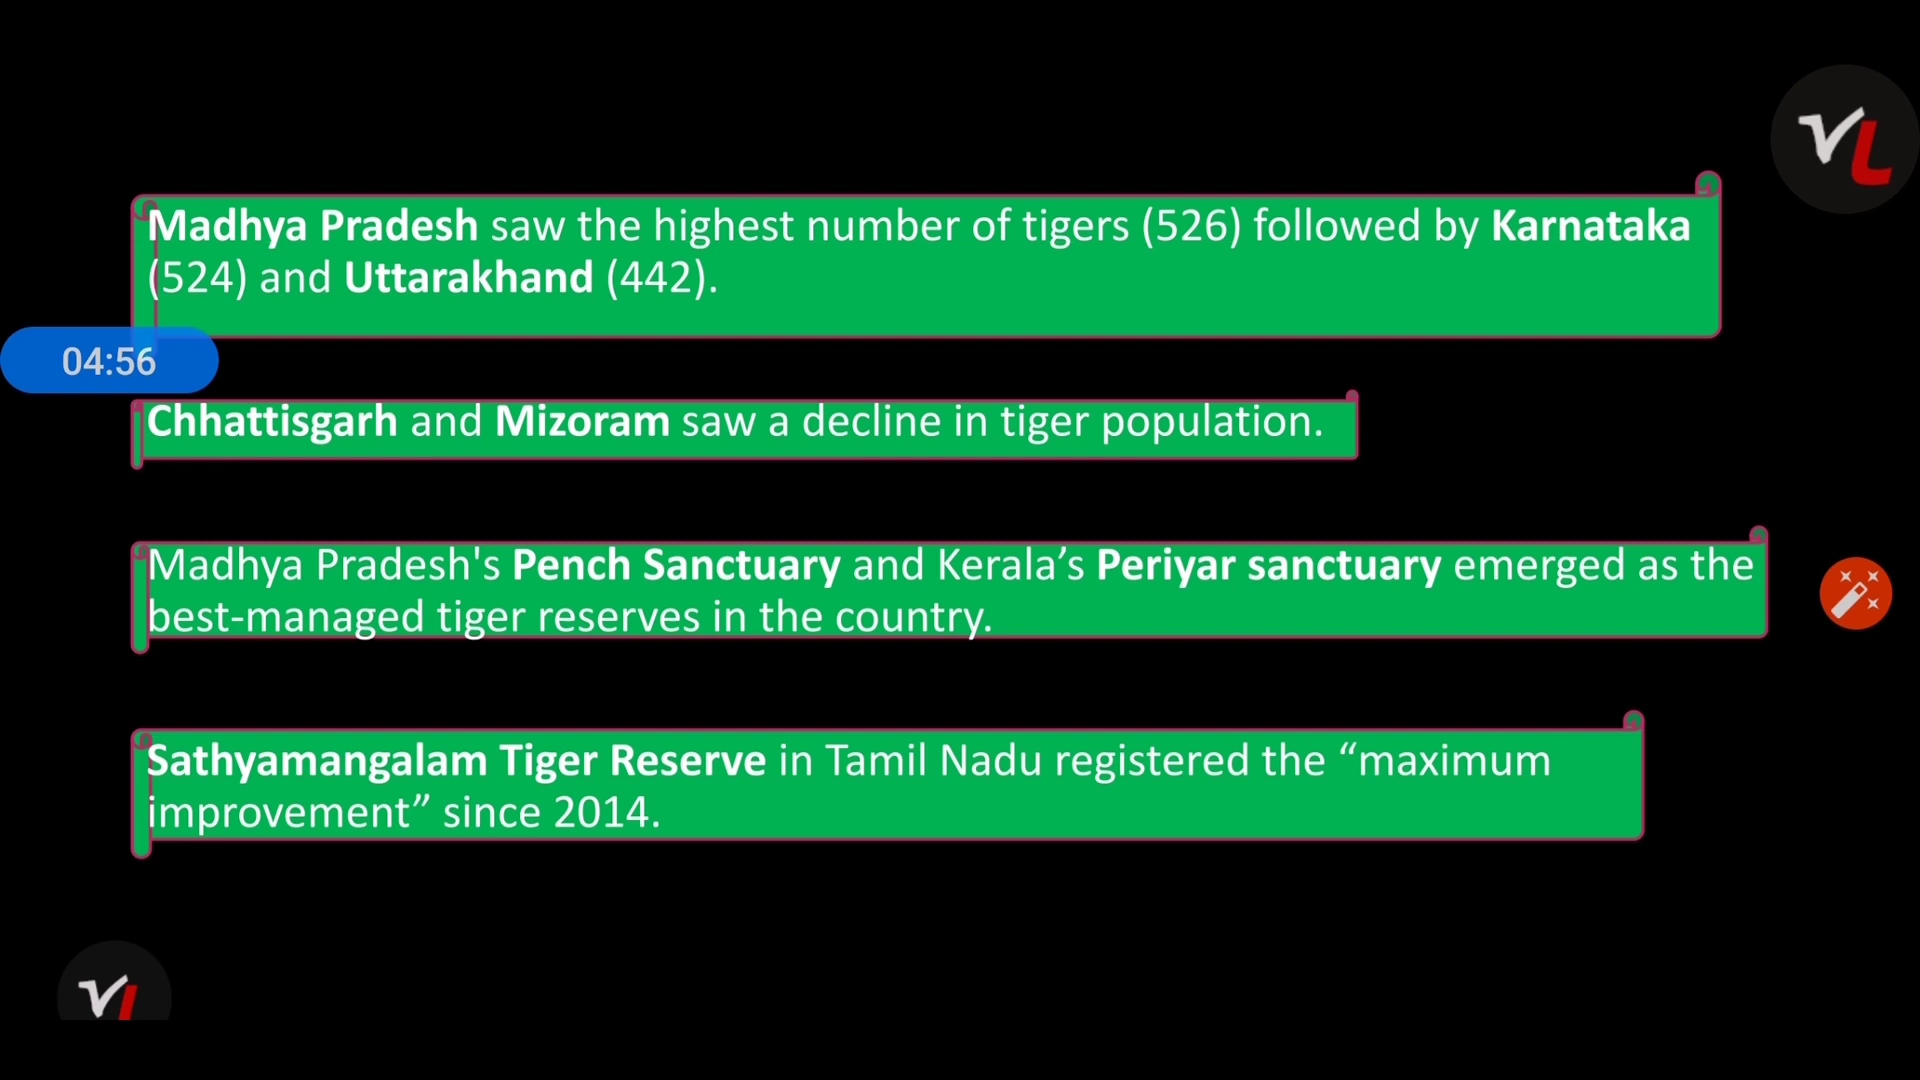 VL
Madhya Pradesh saw the highest number of tigers (526) followed by Karnataka
(524) and Uttarakhand (442).
04:56
Chhattisgarh and Mizoram saw a decline in tiger population.
Madhya Pradesh's Pench Sanctuary and Kerala’s Periyar sanctuary emerged as the
best-managed tiger reserves in the country.
Sathyamangalam Tiger Reserve in Tamil Nadu registered the “maximum
improvement” since 2014.
VL